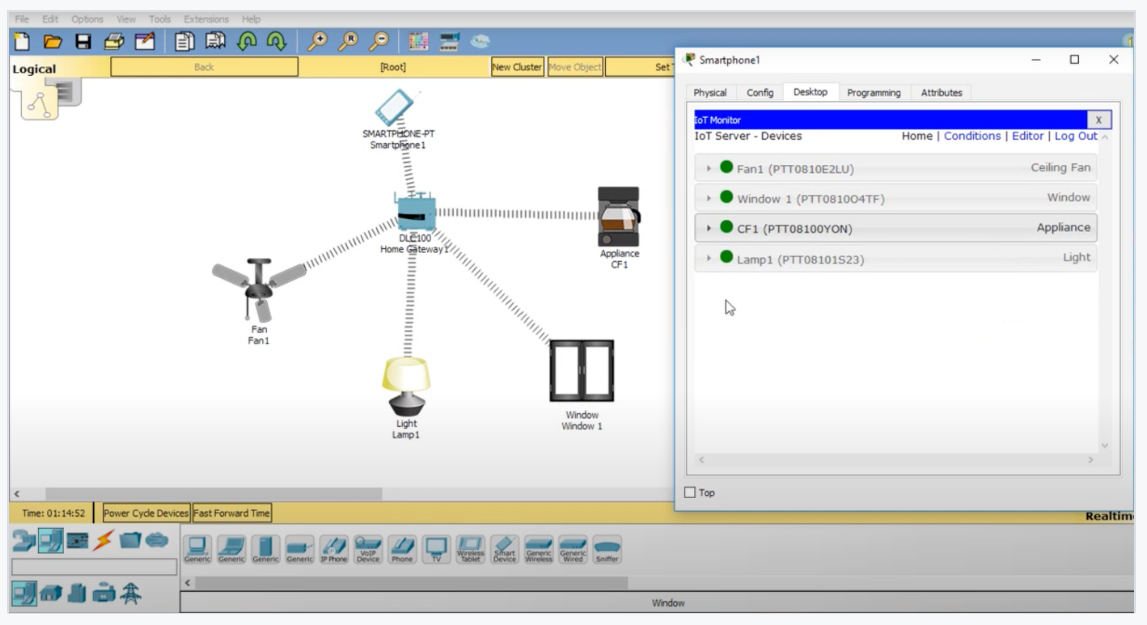 File Edit Options View Tools Extensions Help
Logical Back [Root] New Cluster Move Object Set
Smartphone1
Physical Config Desktop Programming Attributes
IoT Monitor X
IoT Server - Devices Home | Conditions | Editor | Log Out
Fan1 (PTT0810E2LU) Ceiling Fan
Window 1 (PTT0810O4TF) Window
CF1 (PTT08100YON) Appliance
Lamp1 (PTT08101S23) Light
Top
SMARTPHONE-PT
Smartphone1
DLC100
Home Gateway1
Appliance
CF1
Fan
Fan1
Light
Lamp1
Window
Window 1
Time: 01:14:52 Power Cycle Devices Fast Forward Time Realtim
Generic Generic Generic Generic IP Phone VoIP Device Phone TV Wireless Tablet Smart Device Generic Wireless Generic Wired Sniffer
Window